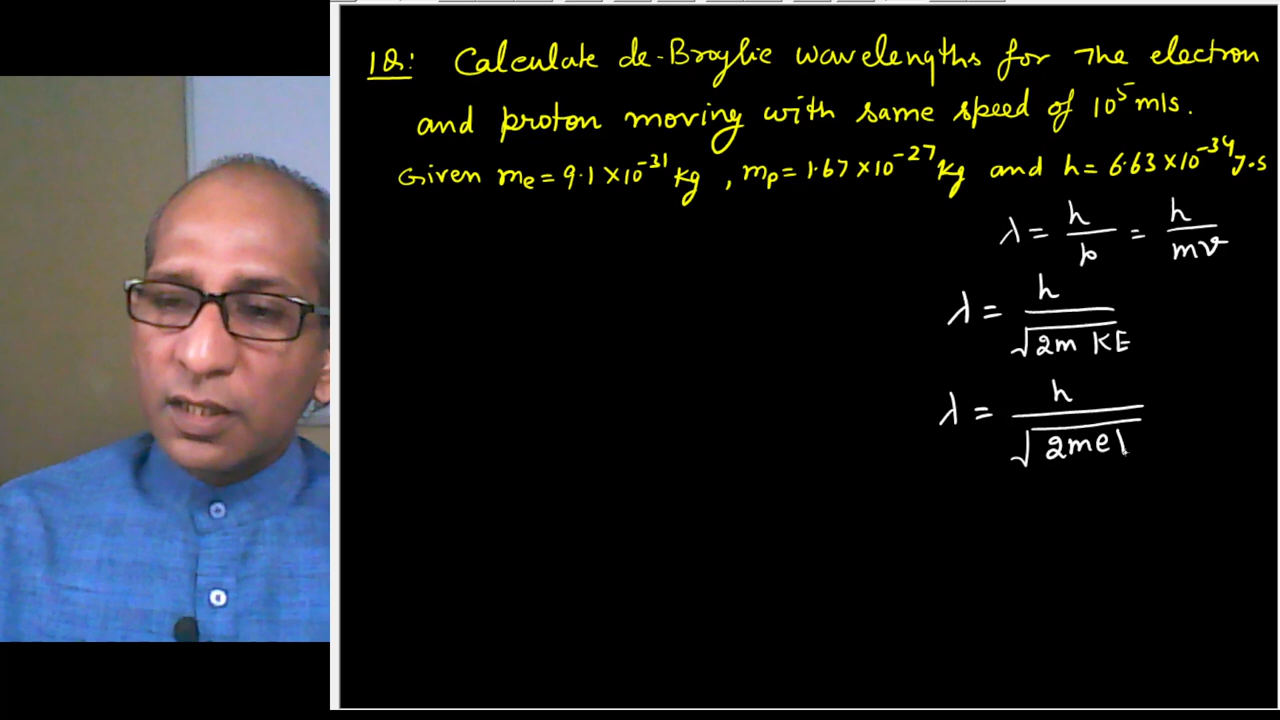 1Q: Calculate de-Broglie wavelengths for the electron
and proton moving with same speed of 10⁵ m/s.
Given me = 9.1 × 10⁻³¹ kg, mp = 1.67 × 10⁻²⁷ kg and h = 6.63 × 10⁻³⁴ J.s
λ = h/p = h/mv
λ = h/√(2m KE)
λ = h/√(2me